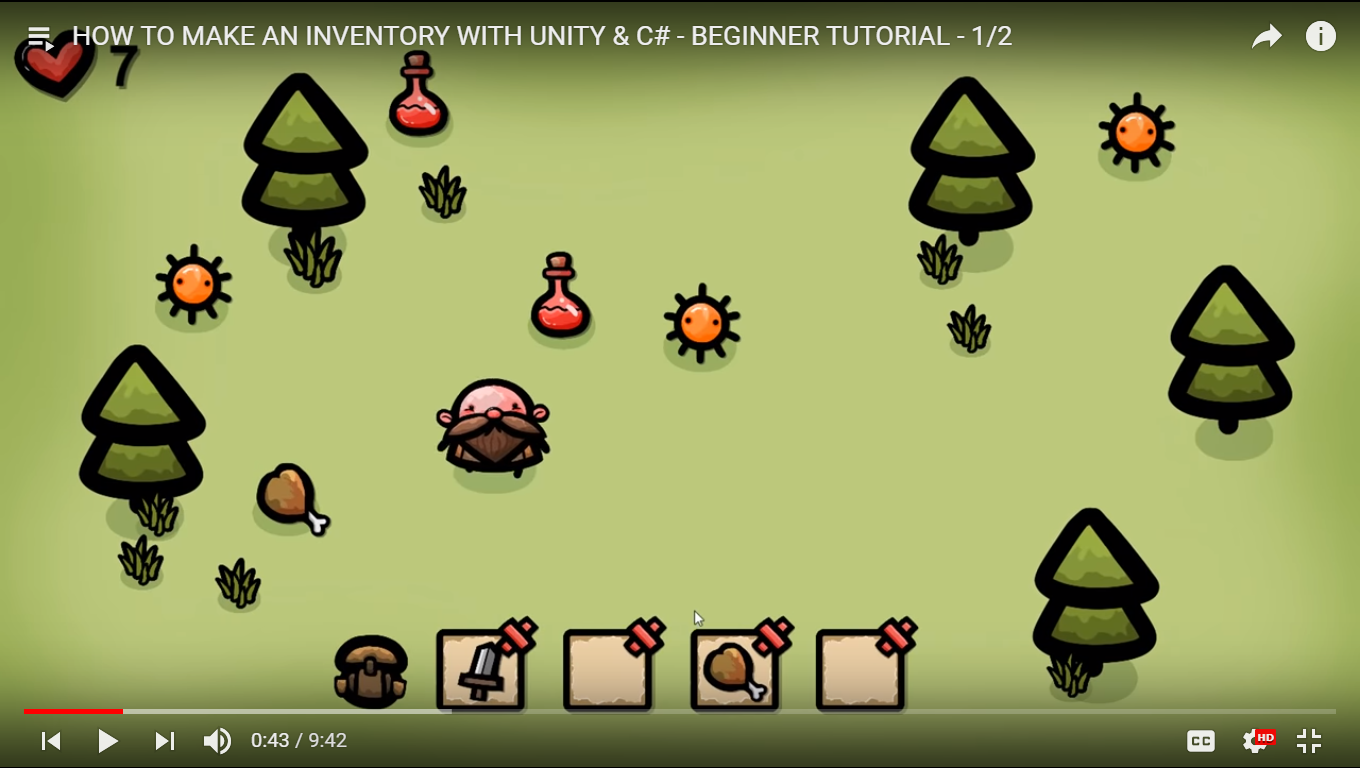 HOW TO MAKE AN INVENTORY WITH UNITY & C# - BEGINNER TUTORIAL - 1/2
7
0:43 / 9:42
CC
HD